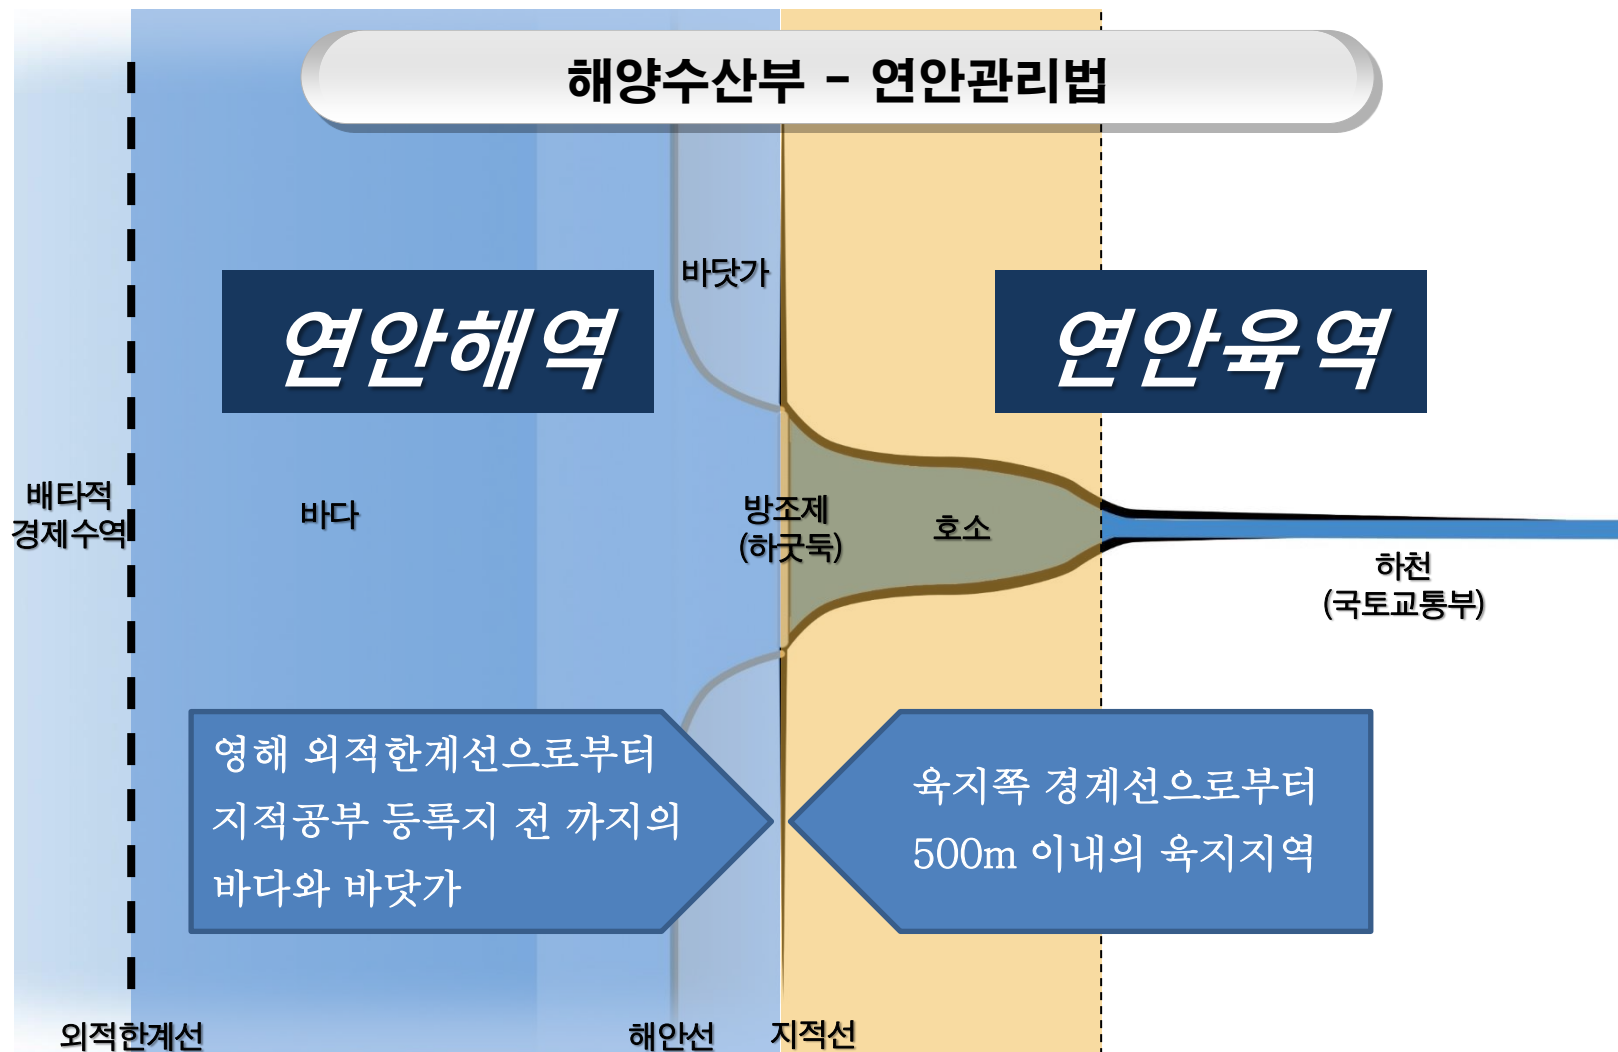 해양수산부 - 연안관리법
바닷가
연안해역
연안육역
배타적
경제수역
바다
방조제
(하굿둑)
호소
하천
(국토교통부)
영해 외적한계선으로부터
지적공부 등록지 전 까지의
바다와 바닷가
육지쪽 경계선으로부터
500m 이내의 육지지역
외적한계선
해안선
지적선